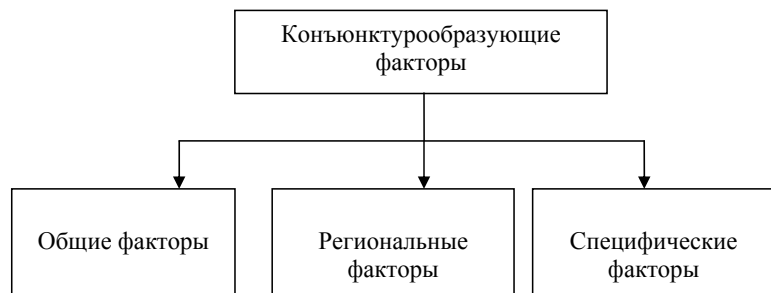 Конъюнктурообразующие
факторы
Общие факторы
Региональные
факторы
Специфические
факторы